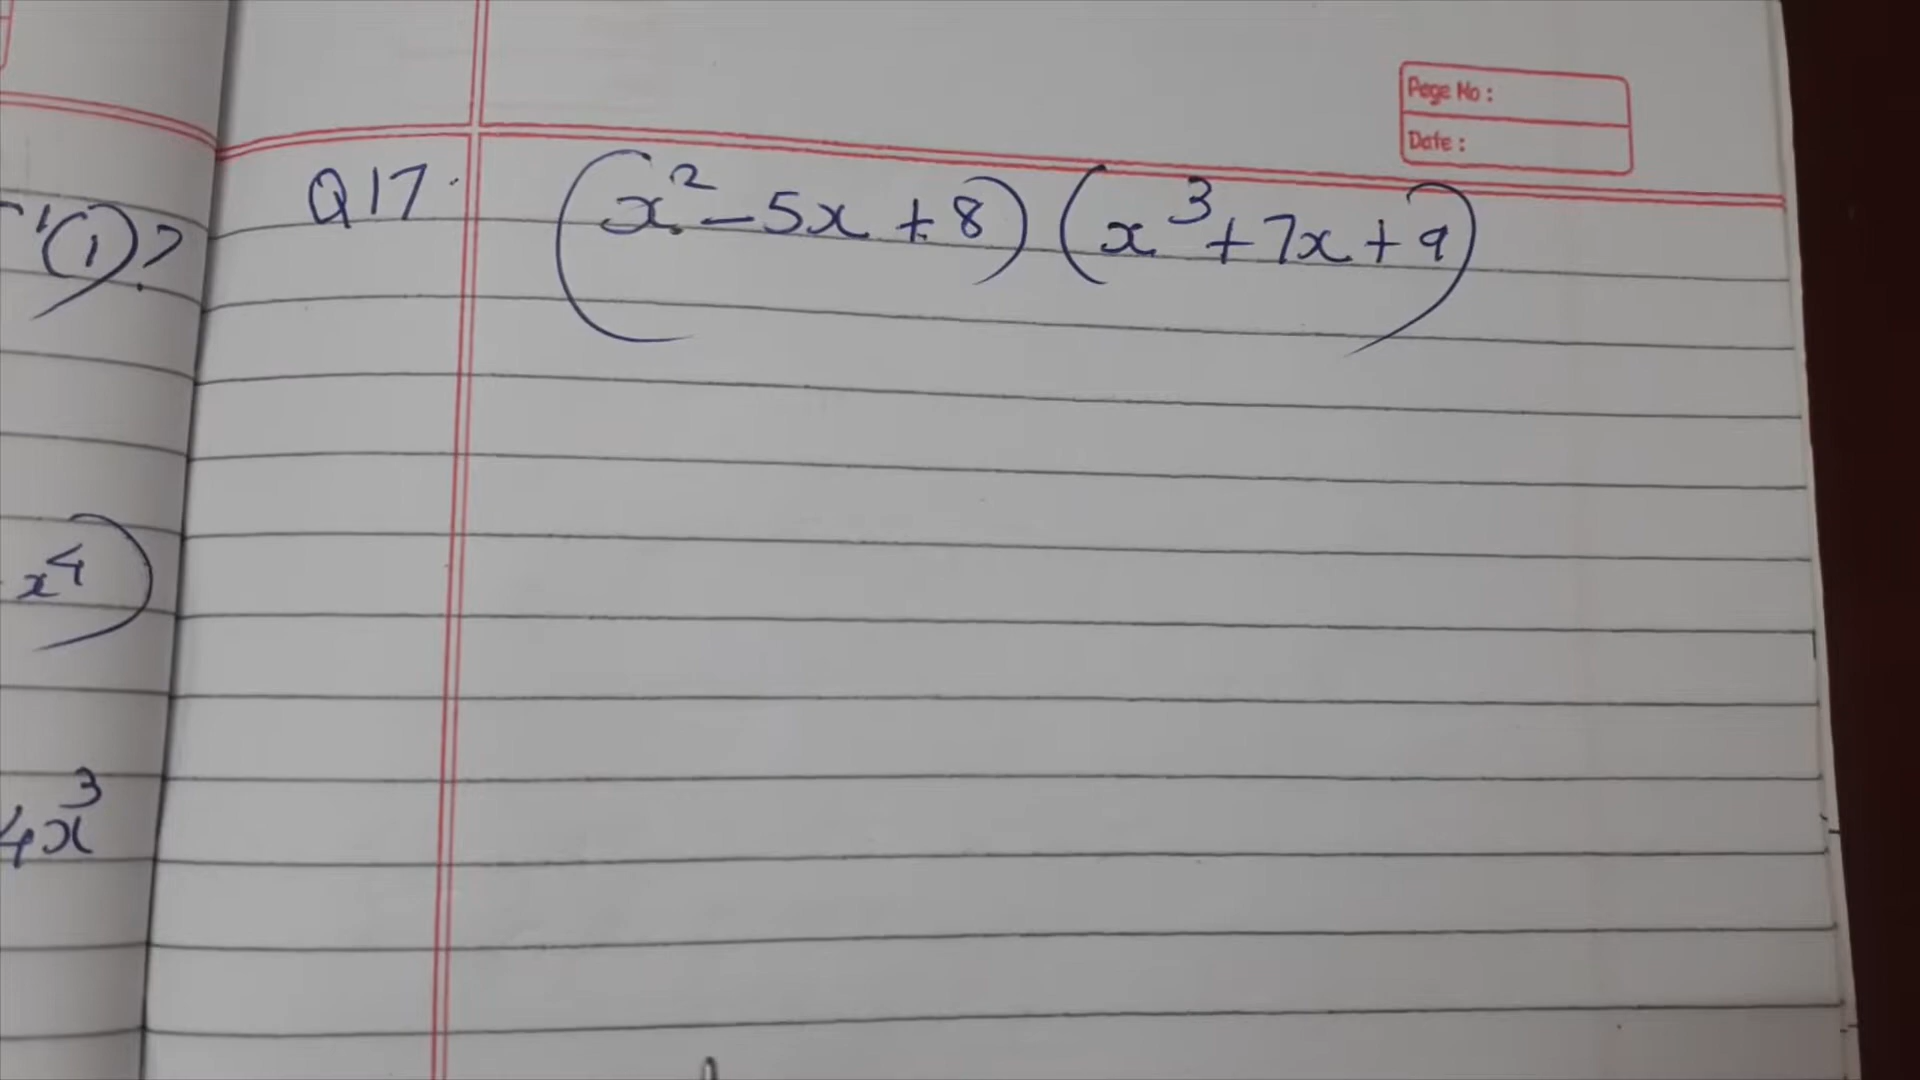 Page No :
Date :
Q17. (x² - 5x + 8) (x³ + 7x + 9)
'(1)?
x⁴)
4x³